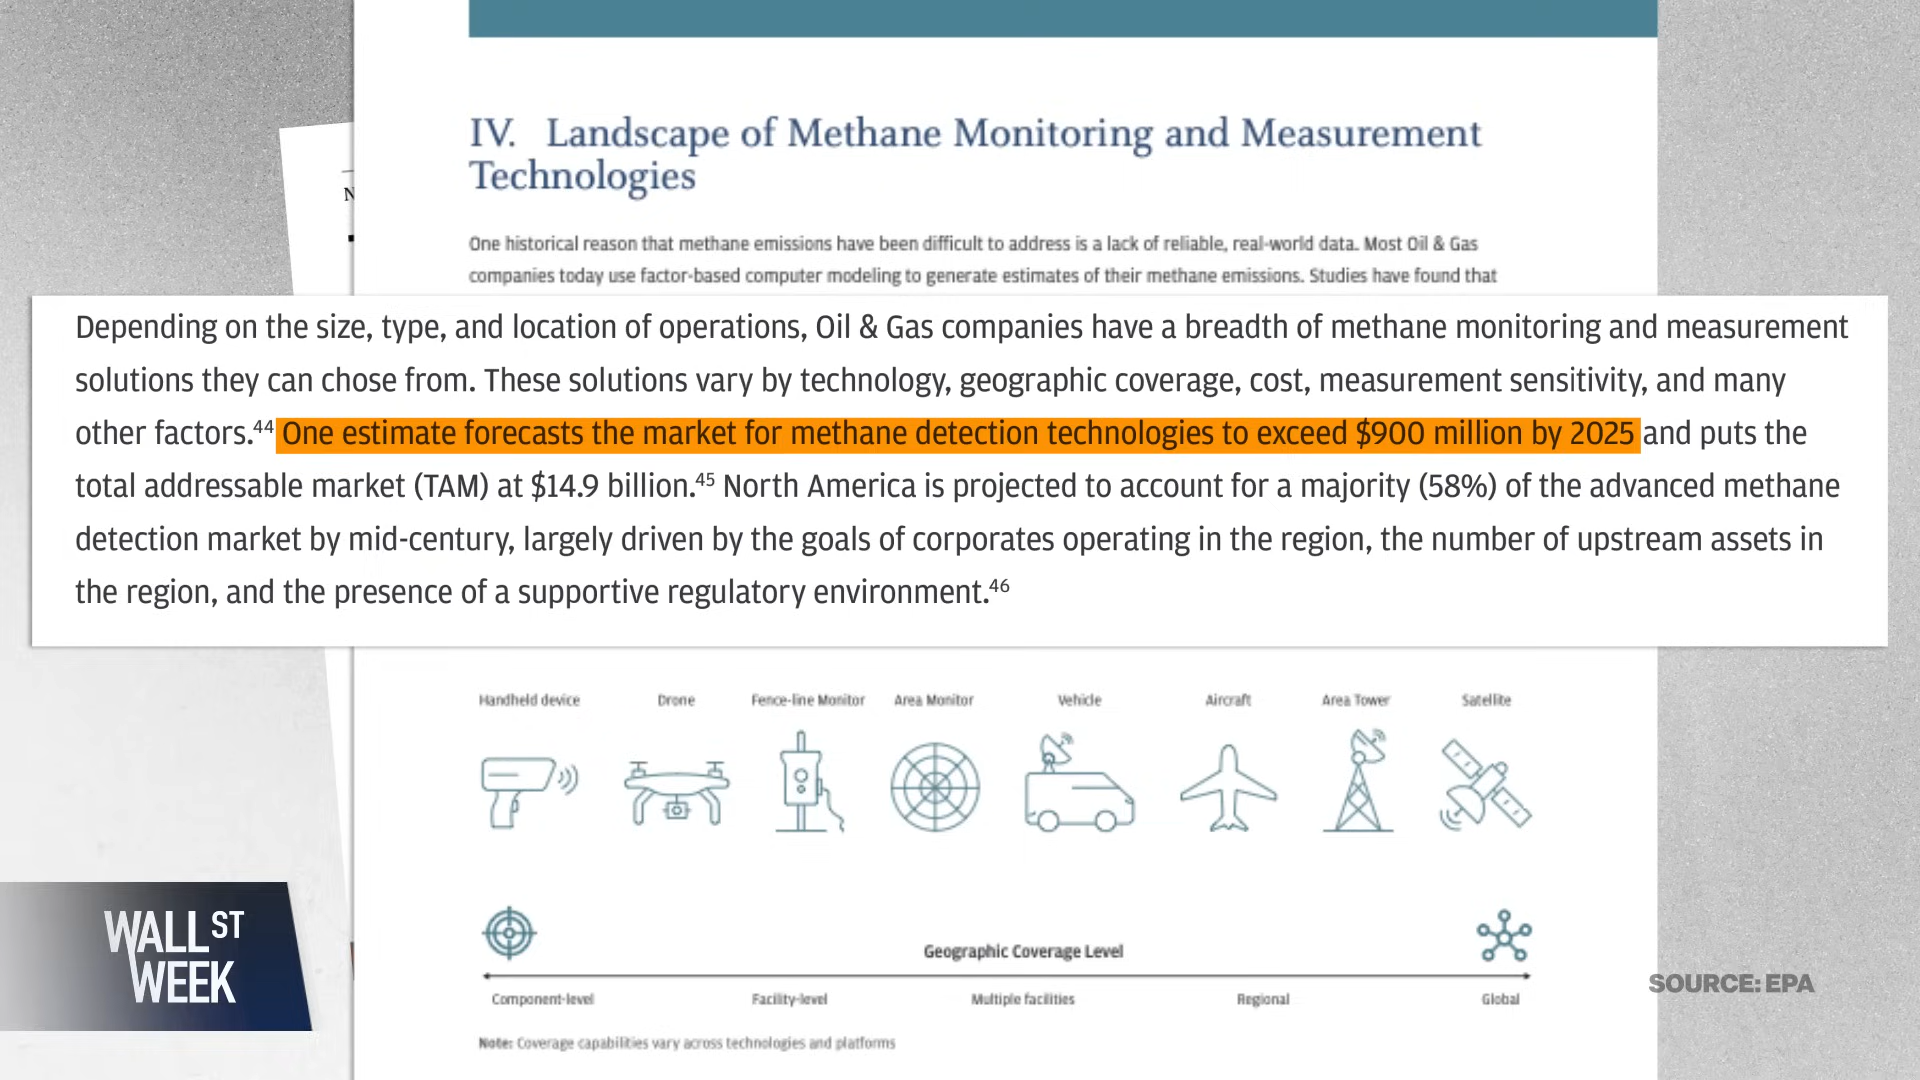 IV. Landscape of Methane Monitoring and Measurement
Technologies
One historical reason that methane emissions have been difficult to address is a lack of reliable, real-world data. Most Oil & Gas
companies today use factor-based computer modeling to generate estimates of their methane emissions. Studies have found that
N
Depending on the size, type, and location of operations, Oil & Gas companies have a breadth of methane monitoring and measurement
solutions they can chose from. These solutions vary by technology, geographic coverage, cost, measurement sensitivity, and many
other factors.⁴⁴ One estimate forecasts the market for methane detection technologies to exceed $900 million by 2025 and puts the
total addressable market (TAM) at $14.9 billion.⁴⁵ North America is projected to account for a majority (58%) of the advanced methane
detection market by mid-century, largely driven by the goals of corporates operating in the region, the number of upstream assets in
the region, and the presence of a supportive regulatory environment.⁴⁶
Handheld device Drone Fence-line Monitor Area Monitor Vehicle Aircraft Area Tower Satellite
Geographic Coverage Level
Component-level Facility-level Multiple facilities Regional Global
Note: Coverage capabilities vary across technologies and platforms
WALL ST
WEEK
SOURCE: EPA